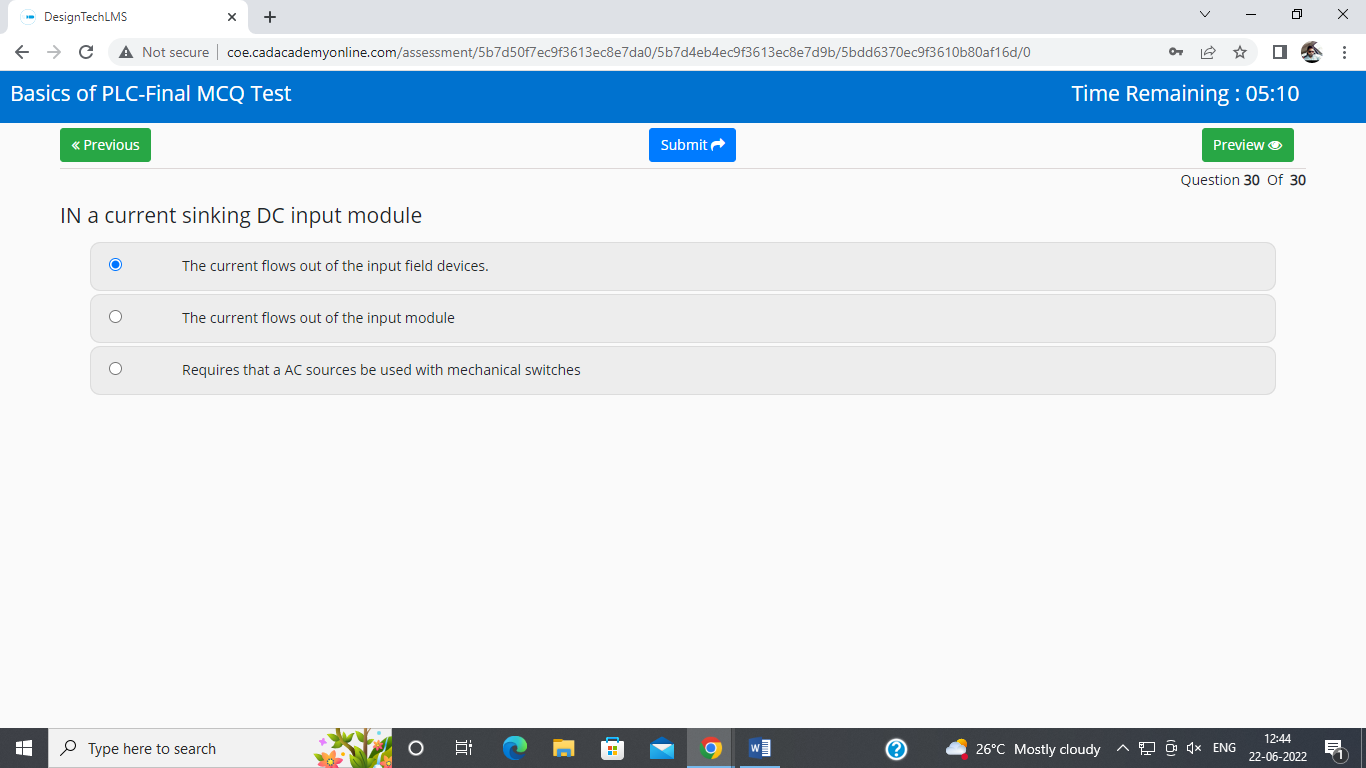 DesignTechLMS
Not secure
coe.cadacademyonline.com/assessment/5b7d50f7ec9f3613ec8e7da0/5b7d4eb4ec9f3613ec8e7d9b/5bdd6370ec9f3610b80af16d/0
Basics of PLC-Final MCQ Test
Time Remaining : 05:10
« Previous
Submit
Preview
Question 30 Of 30
IN a current sinking DC input module
The current flows out of the input field devices.
The current flows out of the input module
Requires that a AC sources be used with mechanical switches
Type here to search
26°C Mostly cloudy
ENG
12:44
22-06-2022
1